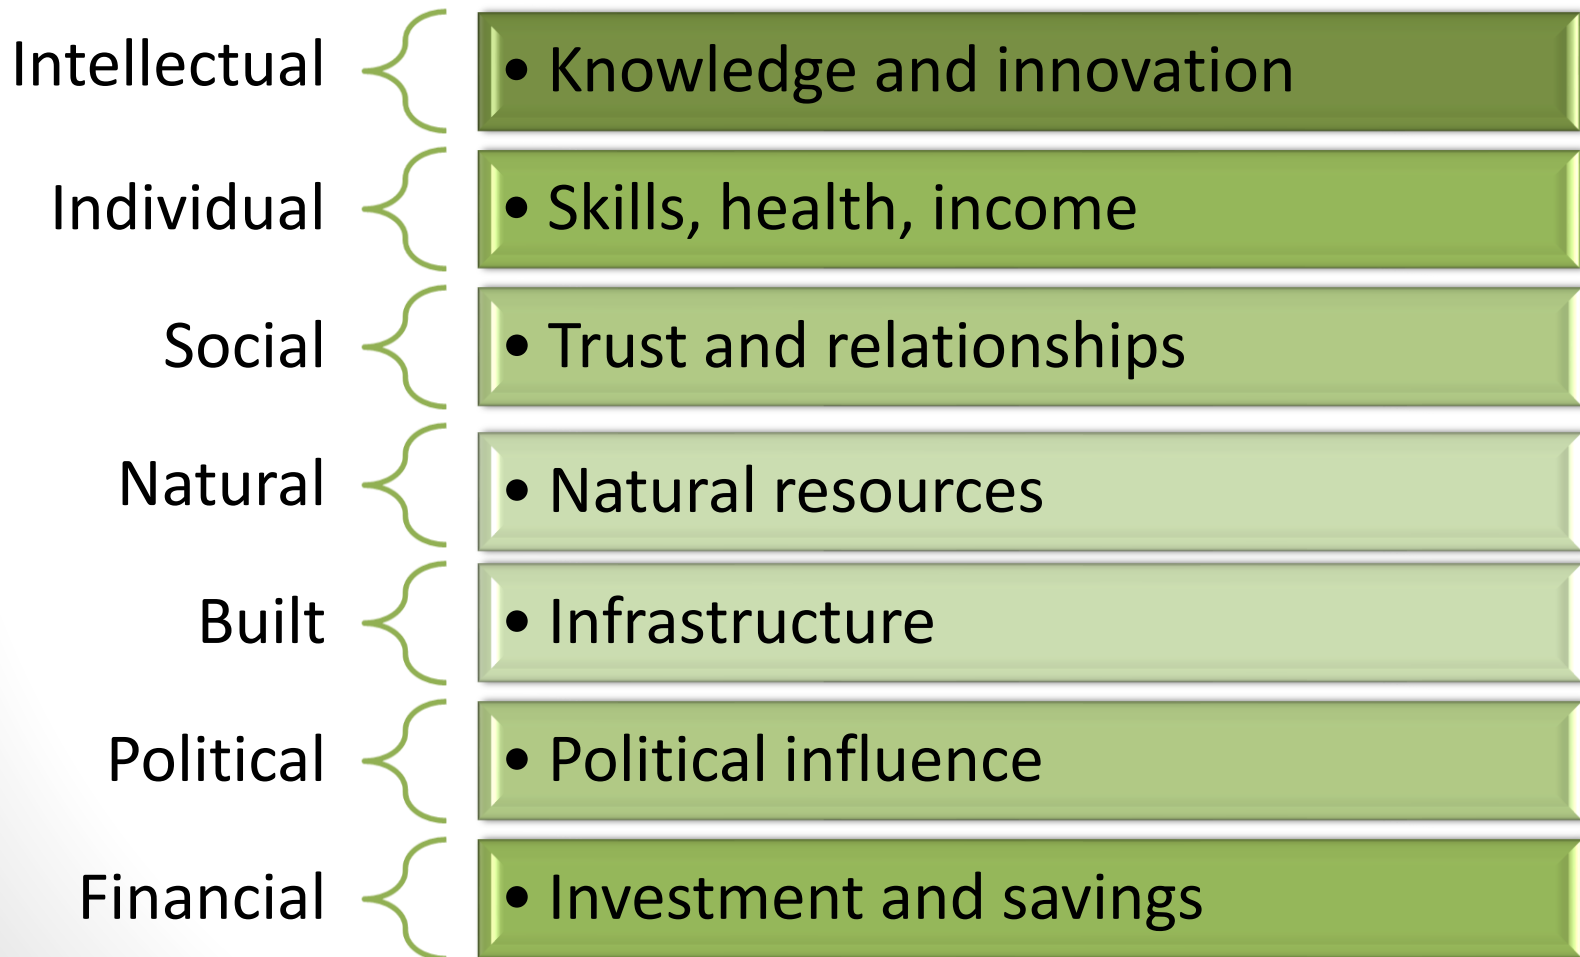 Intellectual
• Knowledge and innovation
Individual
• Skills, health, income
Social
• Trust and relationships
Natural
• Natural resources
Built
• Infrastructure
Political
• Political influence
Financial
• Investment and savings